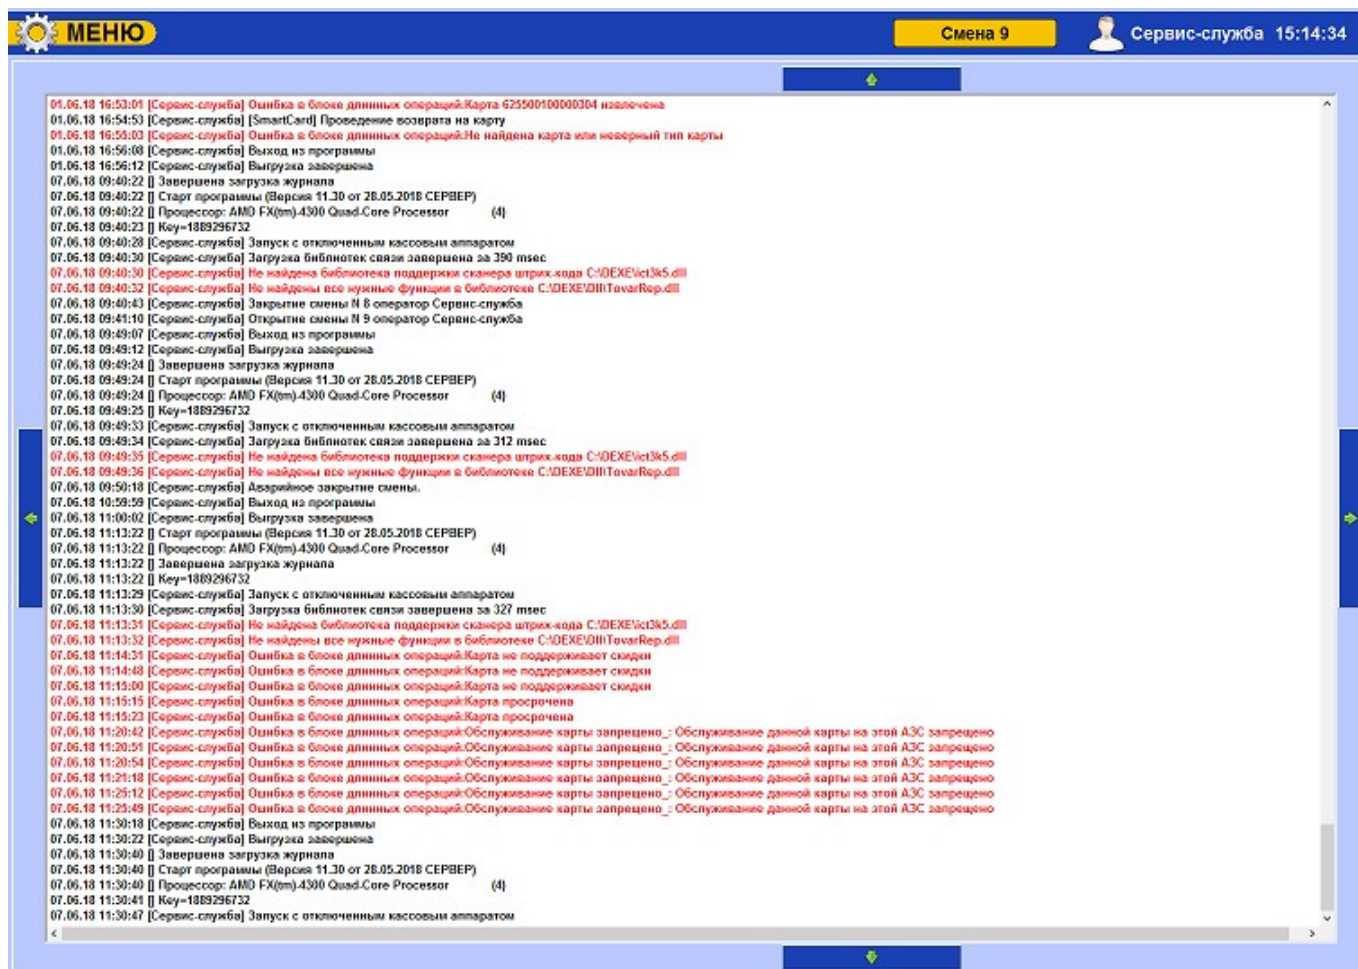 МЕНЮ
Смена 9
Сервис-служба 15:14:34
01.06.18 16:53:01 [Сервис-служба] Ошибка в блоке длинных операций:Карта 625500100000304 извлечена
01.06.18 16:54:53 [Сервис-служба] [SmartCard] Проведение возврата на карту
01.06.18 16:55:03 [Сервис-служба] Ошибка в блоке длинных операций:Не найдена карта или неверный тип карты
01.06.18 16:56:08 [Сервис-служба] Выход из программы
01.06.18 16:56:12 [Сервис-служба] Выгрузка завершена
07.06.18 09:40:22 [] Завершена загрузка журнала
07.06.18 09:40:22 [] Старт программы (Версия 11.30 от 28.05.2018 СЕРВЕР)
07.06.18 09:40:22 [] Процессор: AMD FX(tm)-4300 Quad-Core Processor (4)
07.06.18 09:40:23 [] Key=1889296732
07.06.18 09:40:28 [Сервис-служба] Запуск с отключенным кассовым аппаратом
07.06.18 09:40:30 [Сервис-служба] Загрузка библиотек связи завершена за 390 msec
07.06.18 09:40:30 [Сервис-служба] Не найдена библиотека поддержки сканера штрих-кода C:\DEXE\ict3k5.dll
07.06.18 09:40:32 [Сервис-служба] Не найдены все нужные функции в библиотеке C:\DEXE\Dll\TovarRep.dll
07.06.18 09:40:43 [Сервис-служба] Закрытие смены N 8 оператор Сервис-служба
07.06.18 09:41:10 [Сервис-служба] Открытие смены N 9 оператор Сервис-служба
07.06.18 09:49:07 [Сервис-служба] Выход из программы
07.06.18 09:49:12 [Сервис-служба] Выгрузка завершена
07.06.18 09:49:24 [] Завершена загрузка журнала
07.06.18 09:49:24 [] Старт программы (Версия 11.30 от 28.05.2018 СЕРВЕР)
07.06.18 09:49:24 [] Процессор: AMD FX(tm)-4300 Quad-Core Processor (4)
07.06.18 09:49:25 [] Key=1889296732
07.06.18 09:49:33 [Сервис-служба] Запуск с отключенным кассовым аппаратом
07.06.18 09:49:34 [Сервис-служба] Загрузка библиотек связи завершена за 312 msec
07.06.18 09:49:35 [Сервис-служба] Не найдена библиотека поддержки сканера штрих-кода C:\DEXE\ict3k5.dll
07.06.18 09:49:36 [Сервис-служба] Не найдены все нужные функции в библиотеке C:\DEXE\Dll\TovarRep.dll
07.06.18 09:50:18 [Сервис-служба] Аварийное закрытие смены.
07.06.18 10:59:59 [Сервис-служба] Выход из программы
07.06.18 11:00:02 [Сервис-служба] Выгрузка завершена
07.06.18 11:13:22 [] Старт программы (Версия 11.30 от 28.05.2018 СЕРВЕР)
07.06.18 11:13:22 [] Процессор: AMD FX(tm)-4300 Quad-Core Processor (4)
07.06.18 11:13:22 [] Завершена загрузка журнала
07.06.18 11:13:22 [] Key=1889296732
07.06.18 11:13:29 [Сервис-служба] Запуск с отключенным кассовым аппаратом
07.06.18 11:13:30 [Сервис-служба] Загрузка библиотек связи завершена за 327 msec
07.06.18 11:13:31 [Сервис-служба] Не найдена библиотека поддержки сканера штрих-кода C:\DEXE\ict3k5.dll
07.06.18 11:13:32 [Сервис-служба] Не найдены все нужные функции в библиотеке C:\DEXE\Dll\TovarRep.dll
07.06.18 11:14:31 [Сервис-служба] Ошибка в блоке длинных операций:Карта не поддерживает скидки
07.06.18 11:14:48 [Сервис-служба] Ошибка в блоке длинных операций:Карта не поддерживает скидки
07.06.18 11:15:00 [Сервис-служба] Ошибка в блоке длинных операций:Карта не поддерживает скидки
07.06.18 11:15:15 [Сервис-служба] Ошибка в блоке длинных операций:Карта просрочена
07.06.18 11:15:23 [Сервис-служба] Ошибка в блоке длинных операций:Карта просрочена
07.06.18 11:20:42 [Сервис-служба] Ошибка в блоке длинных операций:Обслуживание карты запрещено_: Обслуживание данной карты на этой АЗС запрещено
07.06.18 11:20:51 [Сервис-служба] Ошибка в блоке длинных операций:Обслуживание карты запрещено_: Обслуживание данной карты на этой АЗС запрещено
07.06.18 11:20:54 [Сервис-служба] Ошибка в блоке длинных операций:Обслуживание карты запрещено_: Обслуживание данной карты на этой АЗС запрещено
07.06.18 11:21:18 [Сервис-служба] Ошибка в блоке длинных операций:Обслуживание карты запрещено_: Обслуживание данной карты на этой АЗС запрещено
07.06.18 11:25:12 [Сервис-служба] Ошибка в блоке длинных операций:Обслуживание карты запрещено_: Обслуживание данной карты на этой АЗС запрещено
07.06.18 11:25:49 [Сервис-служба] Ошибка в блоке длинных операций:Обслуживание карты запрещено_: Обслуживание данной карты на этой АЗС запрещено
07.06.18 11:30:18 [Сервис-служба] Выход из программы
07.06.18 11:30:22 [Сервис-служба] Выгрузка завершена
07.06.18 11:30:40 [] Завершена загрузка журнала
07.06.18 11:30:40 [] Старт программы (Версия 11.30 от 28.05.2018 СЕРВЕР)
07.06.18 11:30:40 [] Процессор: AMD FX(tm)-4300 Quad-Core Processor (4)
07.06.18 11:30:41 [] Key=1889296732
07.06.18 11:30:47 [Сервис-служба] Запуск с отключенным кассовым аппаратом